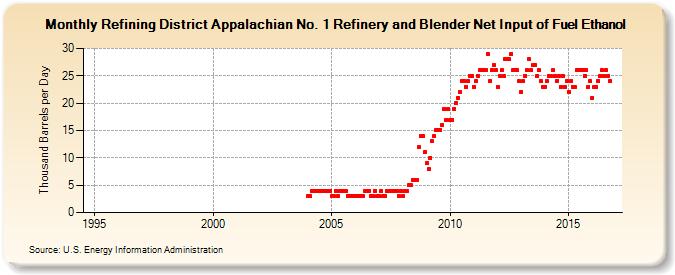 Monthly Refining District Appalachian No. 1 Refinery and Blender Net Input of Fuel Ethanol
Thousand Barrels per Day
30
25
20
15
10
5
0
1995 2000 2005 2010 2015
Source: U.S. Energy Information Administration